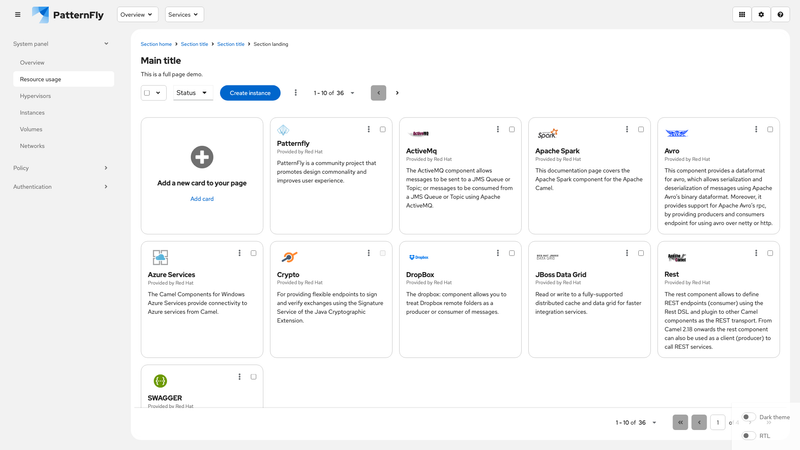 PatternFly
Overview
Services
System panel
Overview
Resource usage
Hypervisors
Instances
Volumes
Networks
Policy
Authentication
Section home
Section title
Section title
Section landing
Main title
This is a full page demo.
Status
Create instance
1 - 10 of 36
Add a new card to your page
Add card
Patternfly
Provided by Red Hat
PatternFly is a community project that
promotes design commonality and
improves user experience.
ActiveMQ
ActiveMq
Provided by Red Hat
The ActiveMQ component allows
messages to be sent to a JMS Queue or
Topic; or messages to be consumed from
a JMS Queue or Topic using Apache
ActiveMQ.
Spark
Apache Spark
Provided by Red Hat
This documentation page covers the
Apache Spark component for the Apache
Camel.
Avro
Provided by Red Hat
This component provides a dataformat
for avro, which allows serialization and
deserialization of messages using Apache
Avro's binary dataformat. Moreover, it
provides support for Apache Avro's rpc,
by providing producers and consumers
endpoint for using avro over netty or http.
Azure Services
Provided by Red Hat
The Camel Components for Windows
Azure Services provide connectivity to
Azure services from Camel.
Crypto
Provided by Red Hat
For providing flexible endpoints to sign
and verify exchanges using the Signature
Service of the Java Cryptographic
Extension.
Dropbox
DropBox
Provided by Red Hat
The dropbox: component allows you to
treat Dropbox remote folders as a
producer or consumer of messages.
JBoss Data Grid
Provided by Red Hat
Read or write to a fully-supported
distributed cache and data grid for faster
integration services.
Rest
Provided by Red Hat
The rest component allows to define
REST endpoints (consumer) using the
Rest DSL and plugin to other Camel
components as the REST transport. From
Camel 2.18 onwards the rest component
can also be used as a client (producer) to
call REST services.
SWAGGER
Provided by Red Hat
1 - 10 of 36
1
Dark theme
RTL